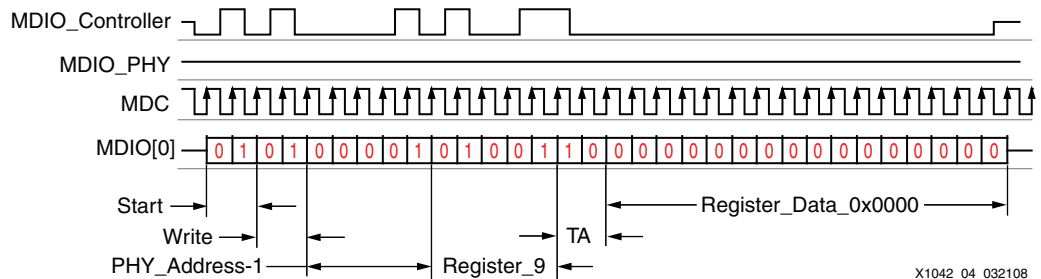 MDIO_Controller
MDIO_PHY
MDC
MDIO[0] 0 1 0 1 0 0 0 0 1 0 1 0 0 1 1 0 0 0 0 0 0 0 0 0 0 0 0 0 0 0 0 0
Start Register_Data_0x0000
Write TA
PHY_Address-1 Register_9
X1042_04_032108